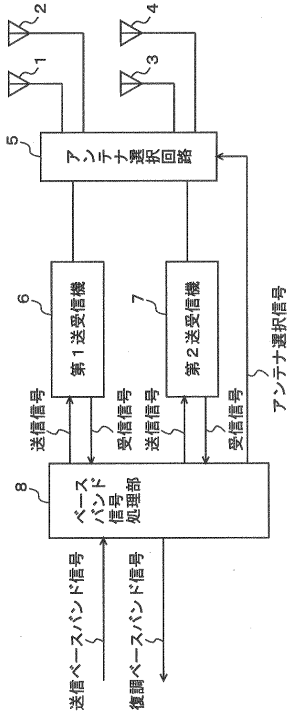 送信ベースバンド信号
復調ベースバンド信号
8
ベース
バンド
信号
処理部
送信信号
受信信号
送信信号
受信信号
6
第1送受信機
7
第2送受信機
アンテナ選択信号
5
アンテナ選択回路
1
2
3
4